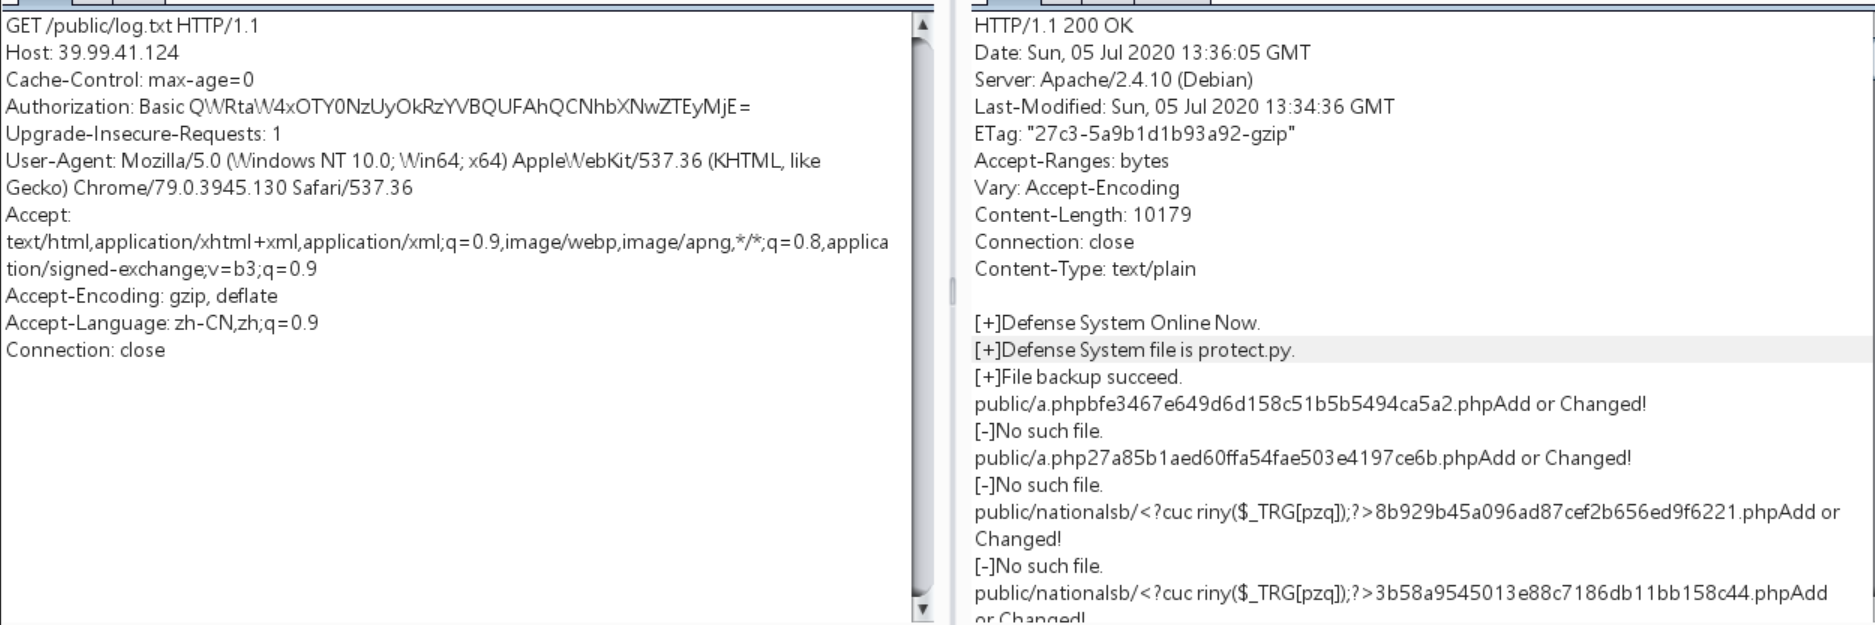 GET /public/log.txt HTTP/1.1
Host: 39.99.41.124
Cache-Control: max-age=0
Authorization: Basic QWRtaW4xOTY0NzUyOkRzYVBQUFAhQCNhbXNwZTEyMjE=
Upgrade-Insecure-Requests: 1
User-Agent: Mozilla/5.0 (Windows NT 10.0; Win64; x64) AppleWebKit/537.36 (KHTML, like
Gecko) Chrome/79.0.3945.130 Safari/537.36
Accept:
text/html,application/xhtml+xml,application/xml;q=0.9,image/webp,image/apng,*/*;q=0.8,applica
tion/signed-exchange;v=b3;q=0.9
Accept-Encoding: gzip, deflate
Accept-Language: zh-CN,zh;q=0.9
Connection: close
HTTP/1.1 200 OK
Date: Sun, 05 Jul 2020 13:36:05 GMT
Server: Apache/2.4.10 (Debian)
Last-Modified: Sun, 05 Jul 2020 13:34:36 GMT
ETag: "27c3-5a9b1d1b93a92-gzip"
Accept-Ranges: bytes
Vary: Accept-Encoding
Content-Length: 10179
Connection: close
Content-Type: text/plain
[+]Defense System Online Now.
[+]Defense System file is protect.py.
[+]File backup succeed.
public/a.phpbfe3467e649d6d158c51b5b5494ca5a2.phpAdd or Changed!
[-]No such file.
public/a.php27a85b1aed60ffa54fae503e4197ce6b.phpAdd or Changed!
[-]No such file.
public/nationalsb/<?cuc riny($_TRG[pzq]);?>8b929b45a096ad87cef2b656ed9f6221.phpAdd or
Changed!
[-]No such file.
public/nationalsb/<?cuc riny($_TRG[pzq]);?>3b58a9545013e88c7186db11bb158c44.phpAdd
or Changed!